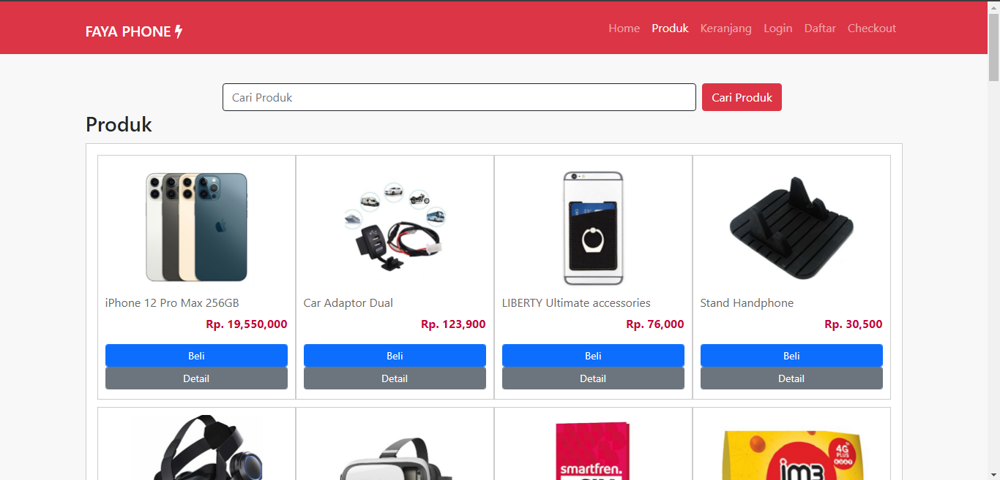 FAYA PHONE
Home Produk Keranjang Login Daftar Checkout
Cari Produk Cari Produk
Produk
iPhone 12 Pro Max 256GB Car Adaptor Dual LIBERTY Ultimate accessories Stand Handphone
Rp. 19,550,000 Rp. 123,900 Rp. 76,000 Rp. 30,500
Beli Beli Beli Beli
Detail Detail Detail Detail
smartfren.
4G
PLUS
im3